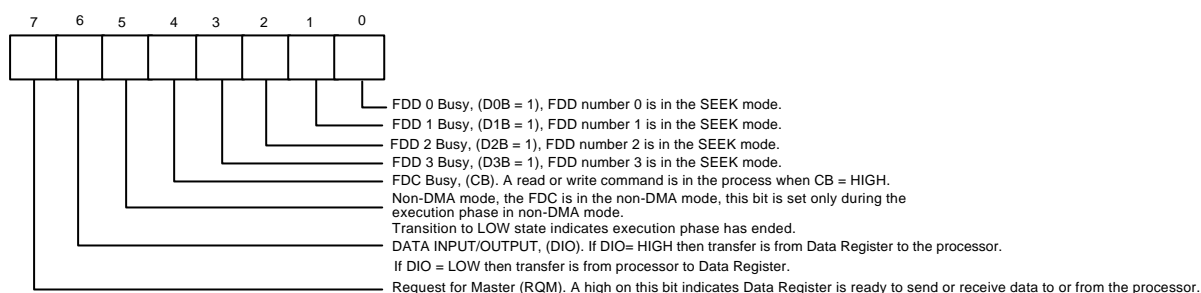 7 6 5 4 3 2 1 0
FDD 0 Busy, (D0B = 1), FDD number 0 is in the SEEK mode.
FDD 1 Busy, (D1B = 1), FDD number 1 is in the SEEK mode.
FDD 2 Busy, (D2B = 1), FDD number 2 is in the SEEK mode.
FDD 3 Busy, (D3B = 1), FDD number 3 is in the SEEK mode.
FDC Busy, (CB). A read or write command is in the process when CB = HIGH.
Non-DMA mode, the FDC is in the non-DMA mode, this bit is set only during the
execution phase in non-DMA mode.
Transition to LOW state indicates execution phase has ended.
DATA INPUT/OUTPUT, (DIO). If DIO= HIGH then transfer is from Data Register to the processor.
If DIO = LOW then transfer is from processor to Data Register.
Request for Master (RQM). A high on this bit indicates Data Register is ready to send or receive data to or from the processor.